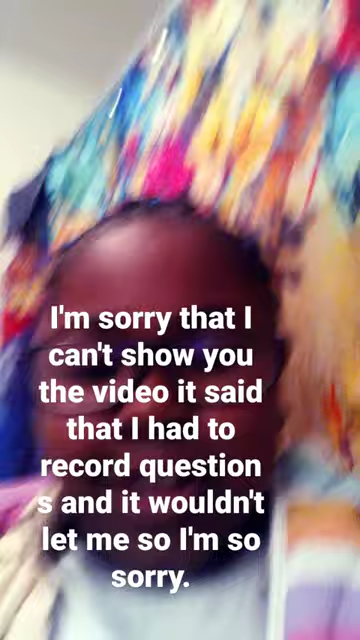 I'm sorry that I
can't show you
the video it said
that I had to
record question
s and it wouldn't
let me so I'm so
sorry.